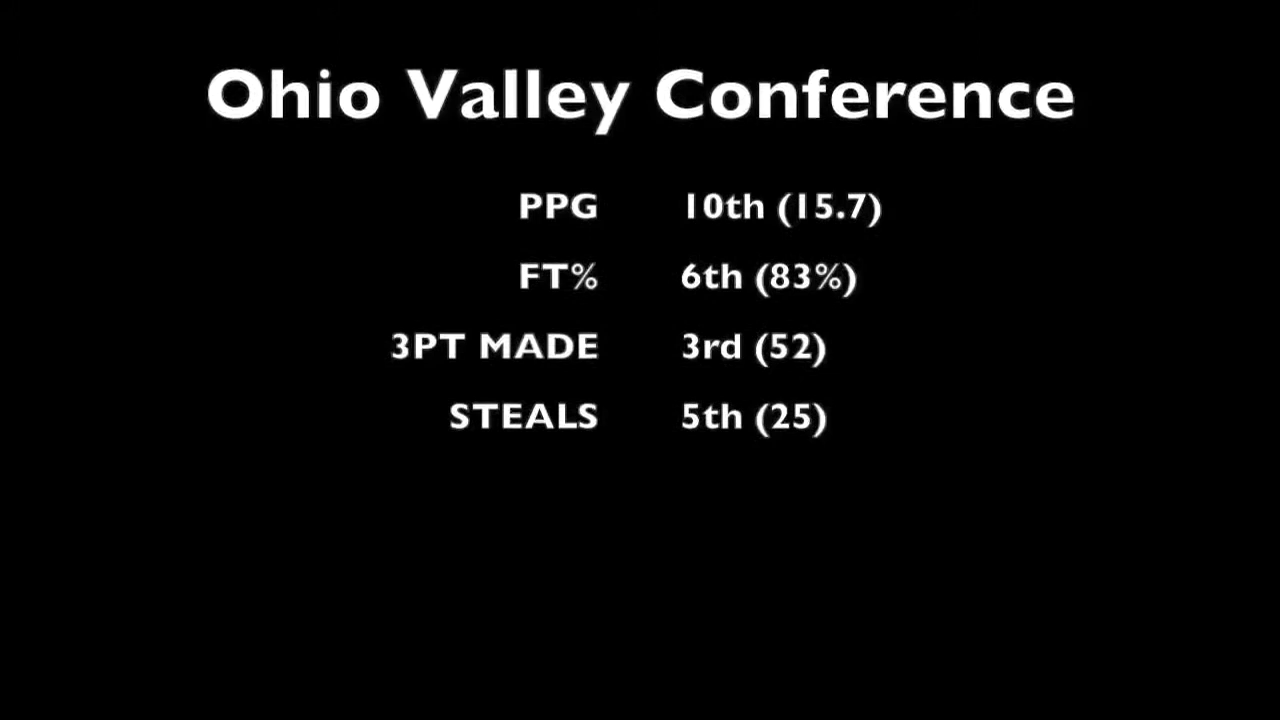 Ohio Valley Conference
PPG 10th (15.7)
FT% 6th (83%)
3PT MADE 3rd (52)
STEALS 5th (25)